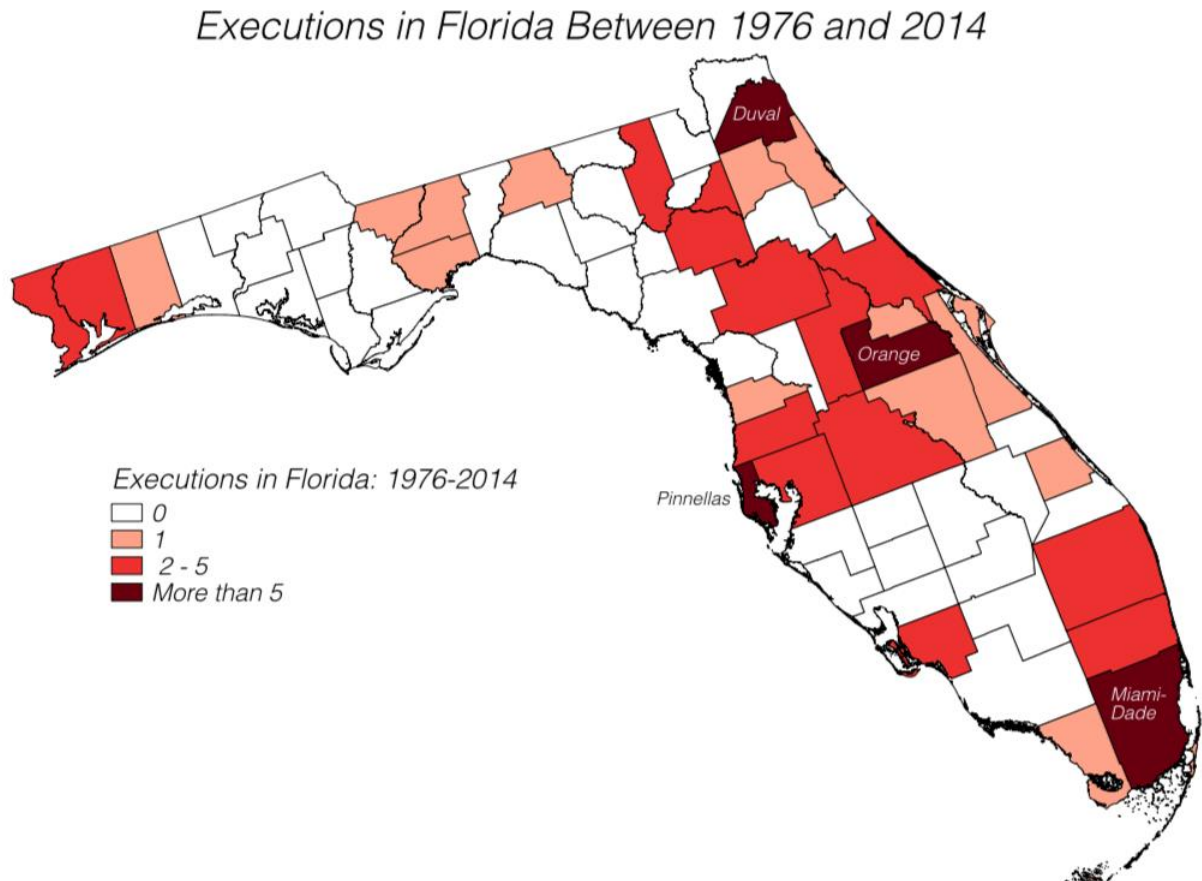 Executions in Florida Between 1976 and 2014
Duval
Orange
Pinnellas
Executions in Florida: 1976-2014
0
1
2 - 5
More than 5
Miami-
Dade